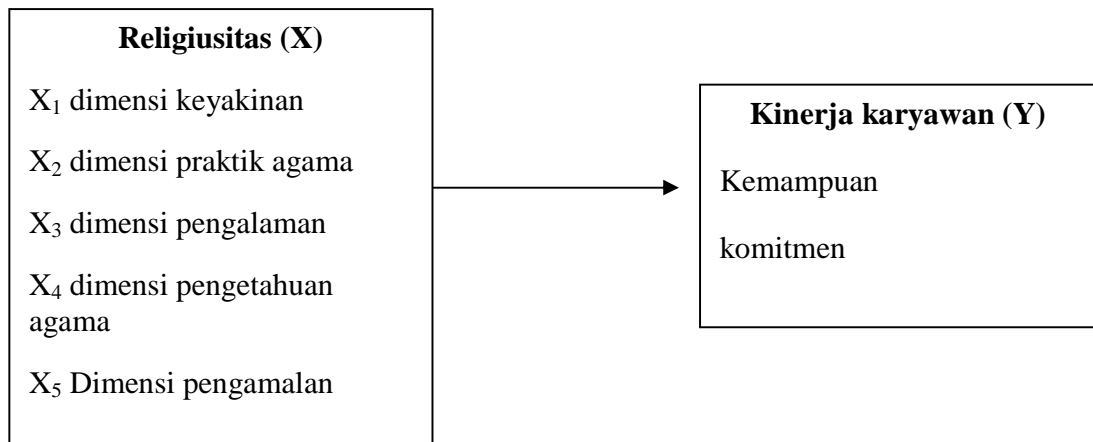 Religiusitas (X)
X₁ dimensi keyakinan
X₂ dimensi praktik agama
X₃ dimensi pengalaman
X₄ dimensi pengetahuan
agama
X₅ Dimensi pengamalan
Kinerja karyawan (Y)
Kemampuan
komitmen